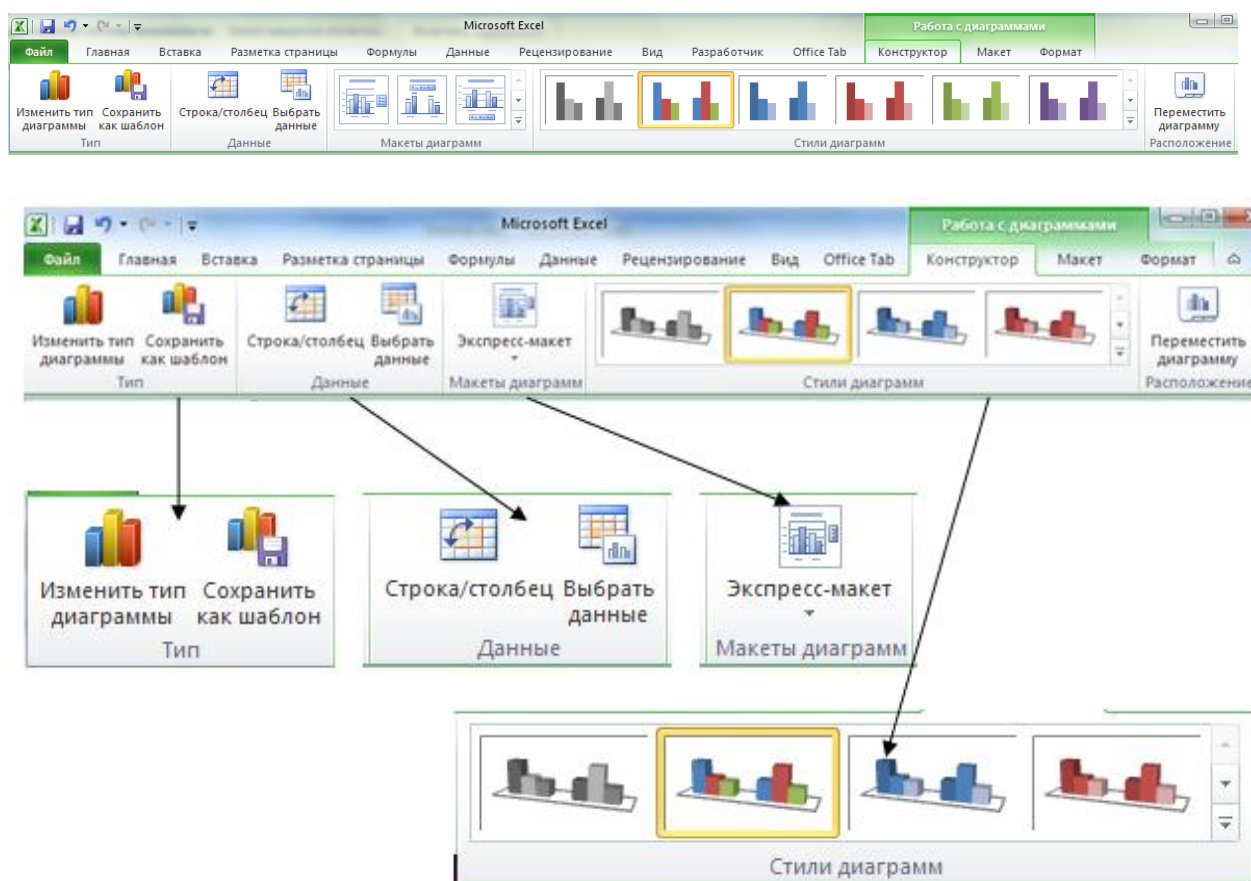 Microsoft Excel
Работа с диаграммами
Файл Главная Вставка Разметка страницы Формулы Данные Рецензирование Вид Разработчик Office Tab Конструктор Макет Формат
Изменить тип диаграммы Сохранить как шаблон Строка/столбец Выбрать данные Переместить диаграмму
Тип Данные Макеты диаграмм Стили диаграмм Расположение
Microsoft Excel
Работа с диаграммами
Файл Главная Вставка Разметка страницы Формулы Данные Рецензирование Вид Office Tab Конструктор Макет Формат
Изменить тип диаграммы Сохранить как шаблон Строка/столбец Выбрать данные Экспресс-макет Переместить диаграмму
Тип Данные Макеты диаграмм Стили диаграмм Расположение
Изменить тип
диаграммы
Сохранить
как шаблон
Тип
Строка/столбец
Выбрать
данные
Данные
Экспресс-макет
Макеты диаграмм
Стили диаграмм